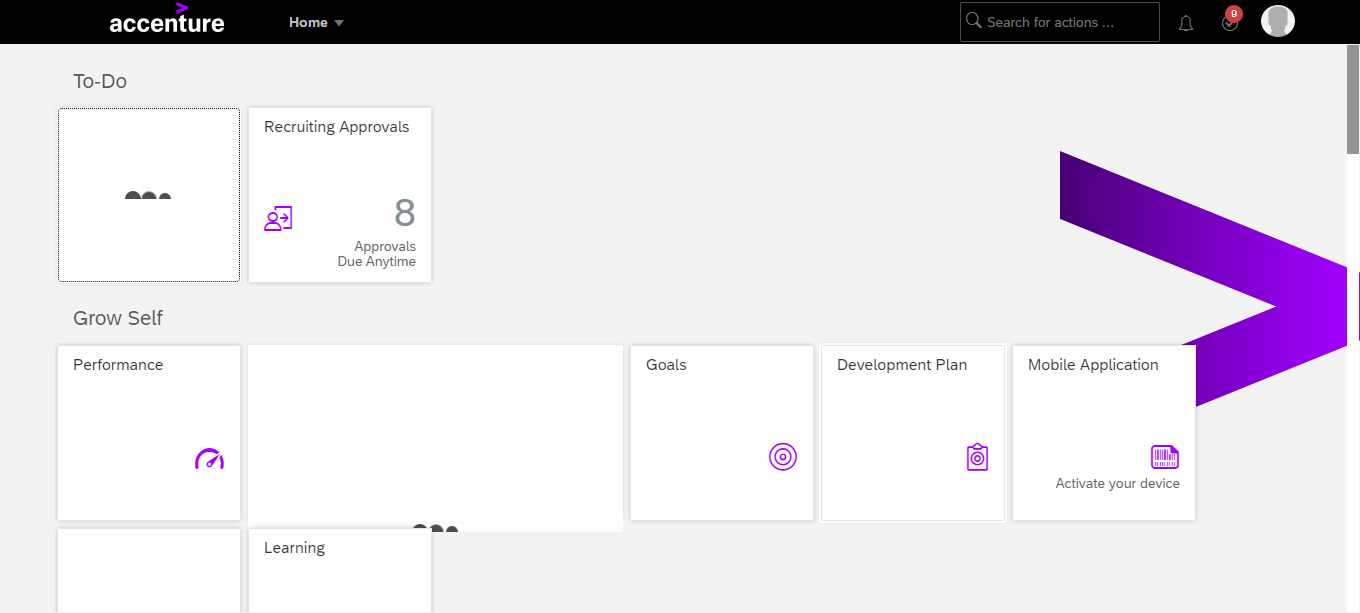 accenture
Home
Search for actions ...
9
To-Do
Recruiting Approvals
8
Approvals
Due Anytime
Grow Self
Performance
Goals
Development Plan
Mobile Application
Activate your device
Learning